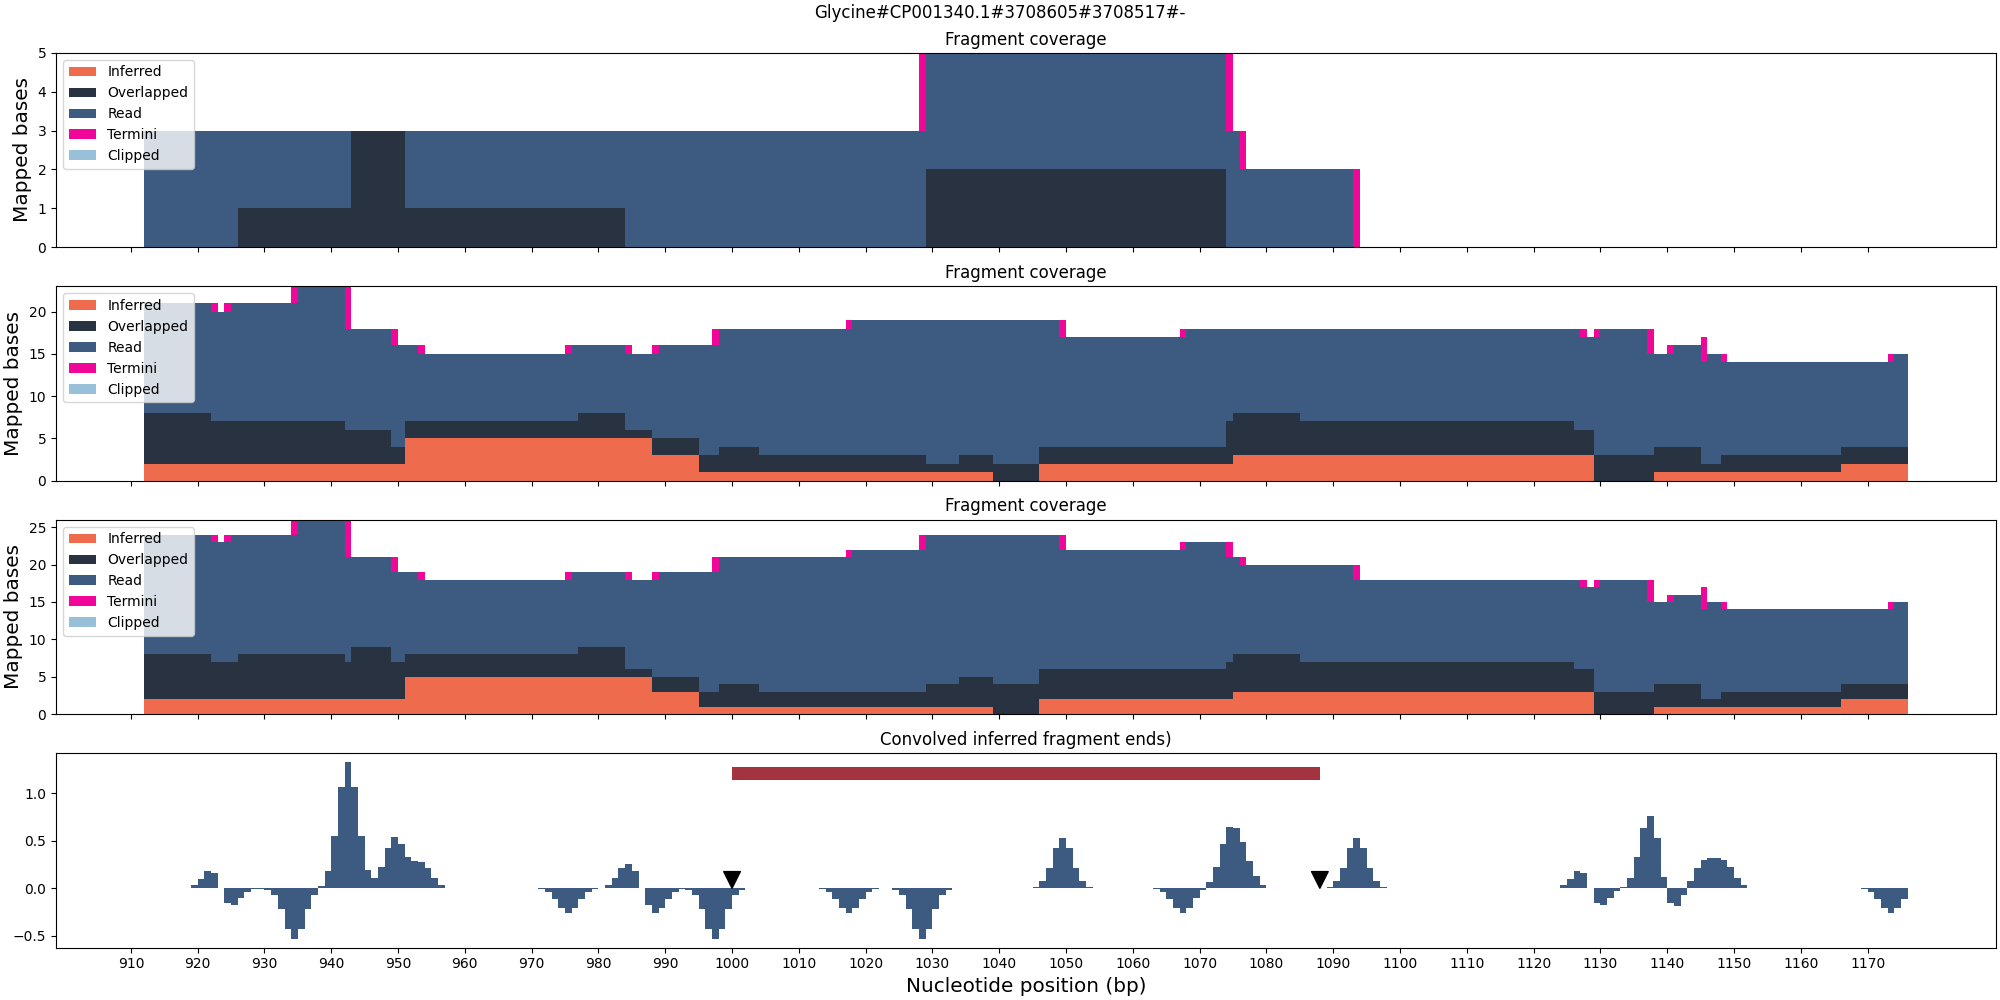 Glycine#CP001340.1#3708605#3708517#-
Fragment coverage
Mapped bases
5
4
3
2
1
0
Inferred
Overlapped
Read
Termini
Clipped
Fragment coverage
Mapped bases
20
15
10
5
0
Inferred
Overlapped
Read
Termini
Clipped
Fragment coverage
Mapped bases
25
20
15
10
5
0
Inferred
Overlapped
Read
Termini
Clipped
Convolved inferred fragment ends)
1.0
0.5
0.0
−0.5
910 920 930 940 950 960 970 980 990 1000 1010 1020 1030 1040 1050 1060 1070 1080 1090 1100 1110 1120 1130 1140 1150 1160 1170
Nucleotide position (bp)